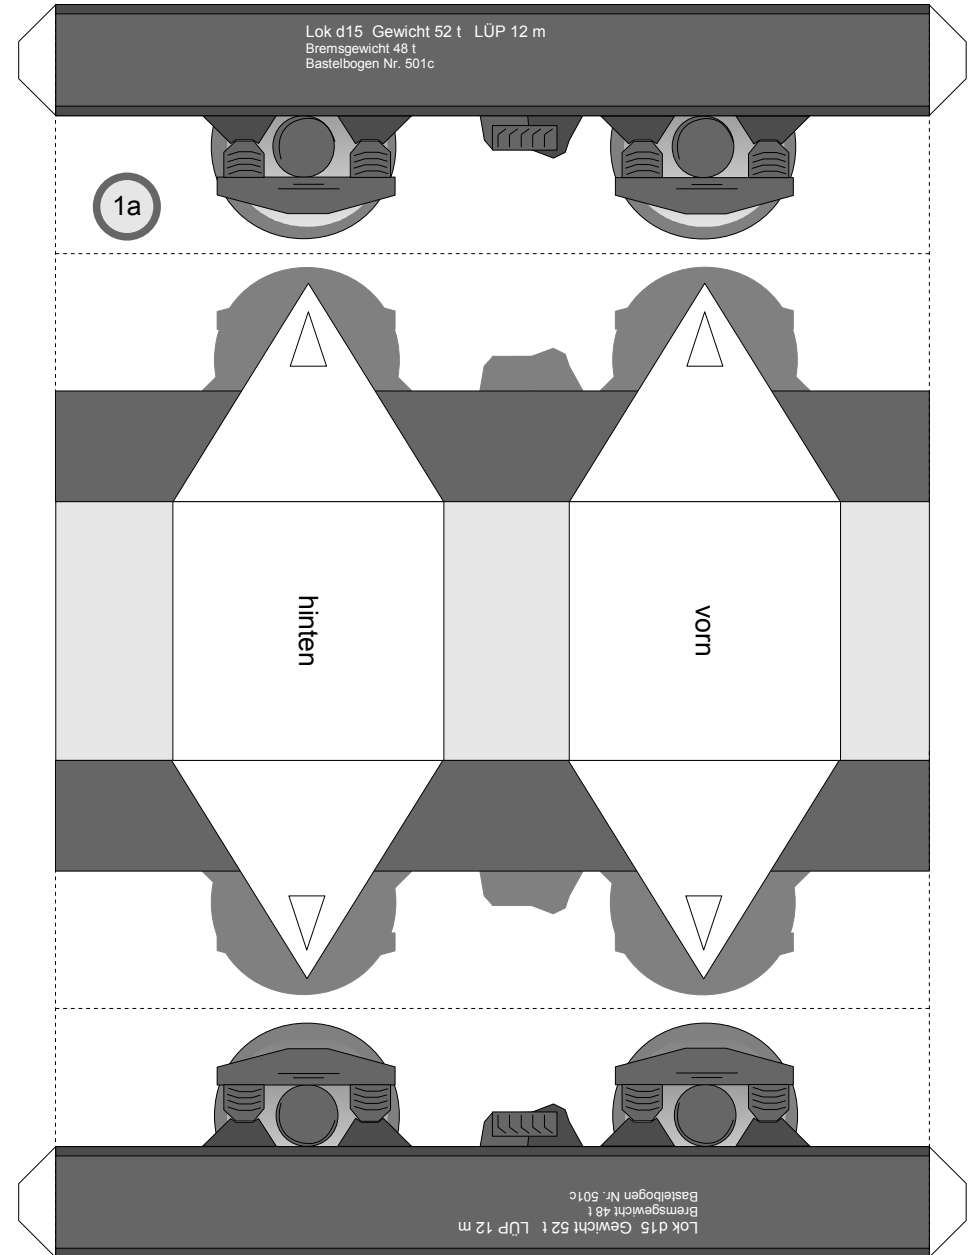 Lok d15 Gewicht 52 t LÜP 12 m
Bremsgewicht 48 t
Bastelbogen Nr. 501c
1a
hinten
vorn
Lok d15 Gewicht 52 t LÜP 12 m
Bremsgewicht 48 t
Bastelbogen Nr. 501c